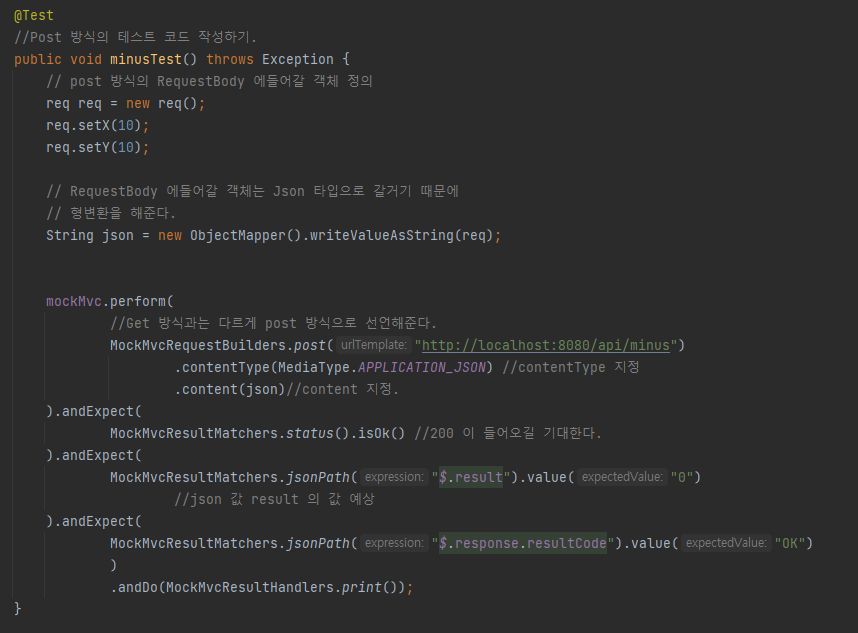 @Test
//Post 방식의 테스트 코드 작성하기.
public void minusTest() throws Exception {
    // post 방식의 RequestBody 에들어갈 객체 정의
    req req = new req();
    req.setX(10);
    req.setY(10);

    // RequestBody 에들어갈 객체는 Json 타입으로 갈거기 때문에
    // 형변환을 해준다.
    String json = new ObjectMapper().writeValueAsString(req);


    mockMvc.perform(
            //Get 방식과는 다르게 post 방식으로 선언해준다.
            MockMvcRequestBuilders.post( urlTemplate: "http://localhost:8080/api/minus")
                    .contentType(MediaType.APPLICATION_JSON) //contentType 지정
                    .content(json)//content 지정.
    ).andExpect(
            MockMvcResultMatchers.status().isOk() //200 이 들어오길 기대한다.
    ).andExpect(
            MockMvcResultMatchers.jsonPath( expression: "$.result").value( expectedValue: "0")
                    //json 값 result 의 값 예상
    ).andExpect(
            MockMvcResultMatchers.jsonPath( expression: "$.response.resultCode").value( expectedValue: "OK")
            )
            .andDo(MockMvcResultHandlers.print());
}